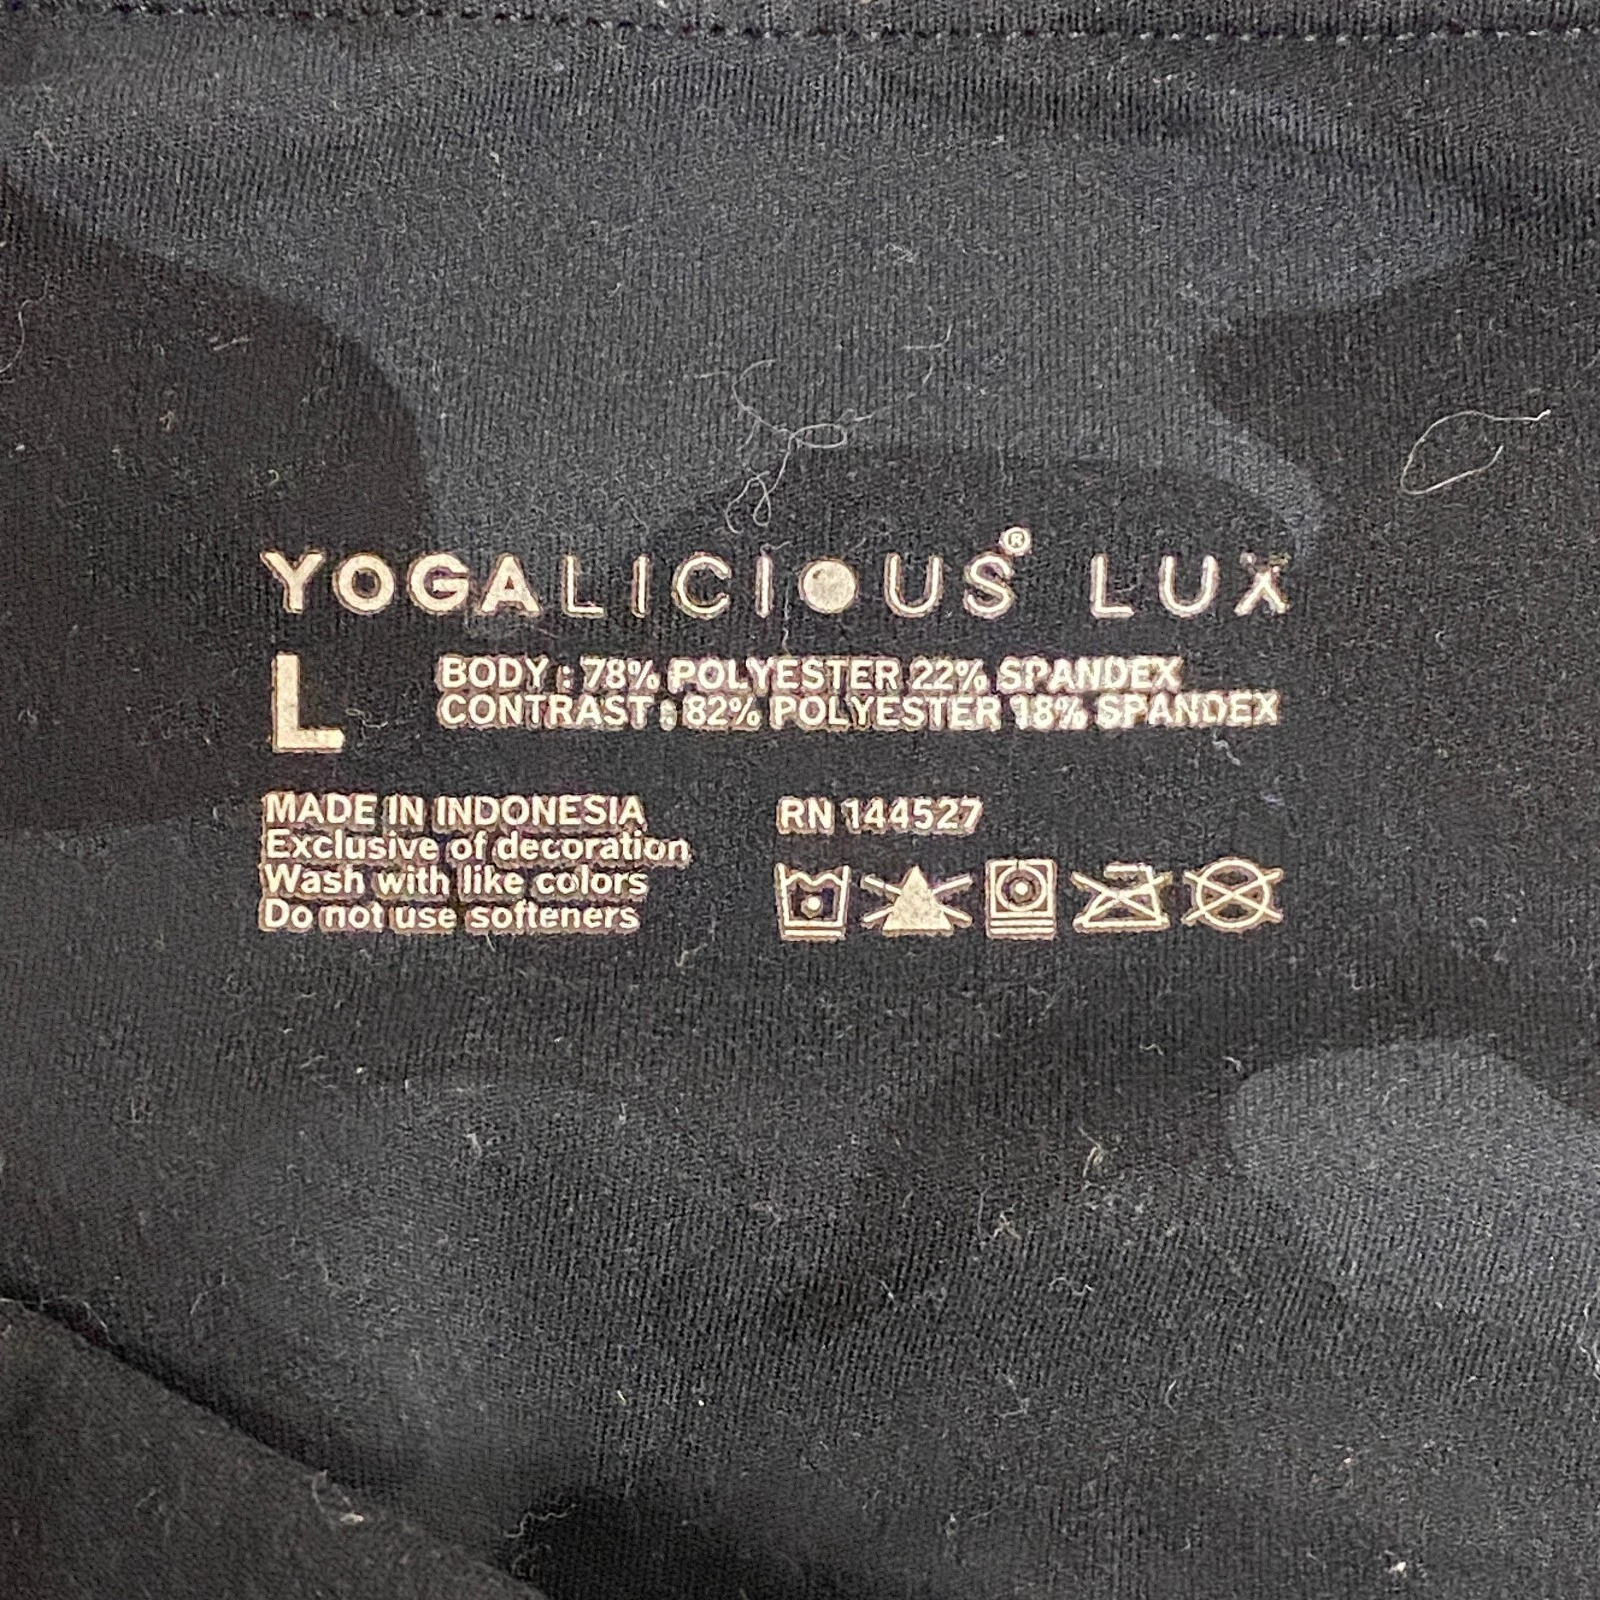 YOGALICIOUS® LUX
L
BODY : 78% POLYESTER 22% SPANDEX
CONTRAST : 82% POLYESTER 18% SPANDEX
MADE IN INDONESIA
Exclusive of decoration
Wash with like colors
Do not use softeners
RN 144527